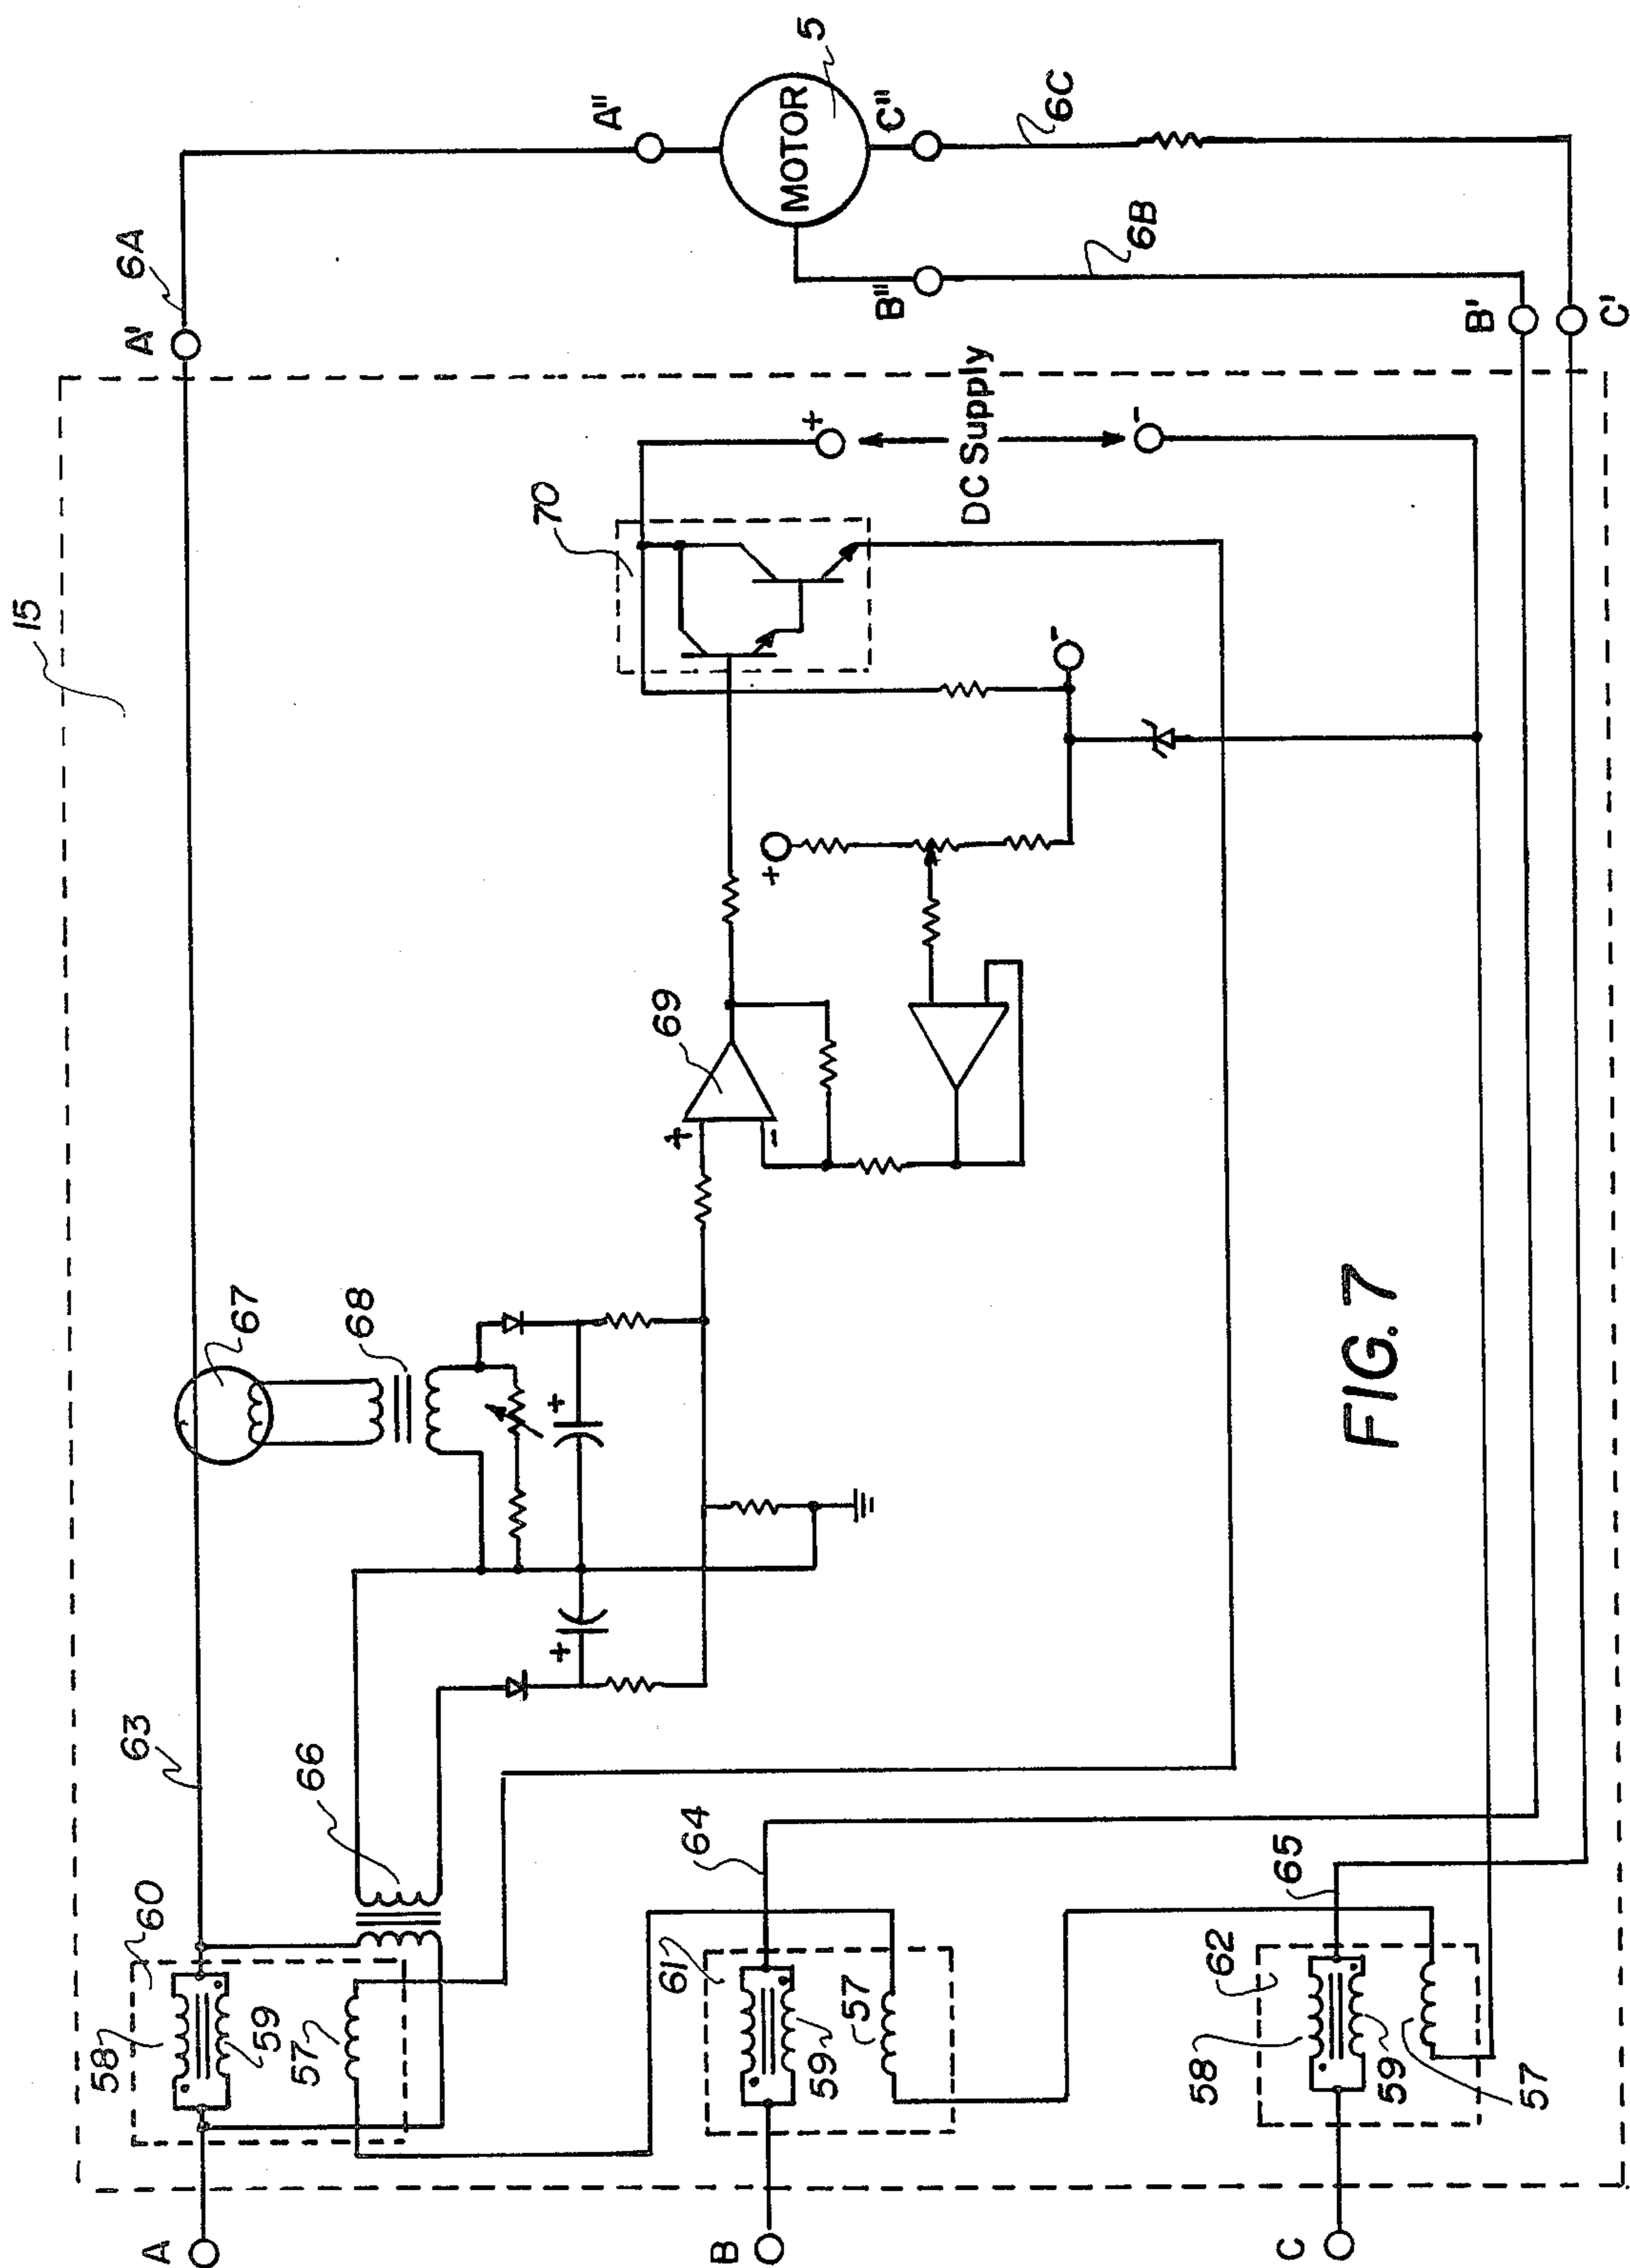 15
A
63
A'
6A
58
59
60
57
66
67
68
A"
MOTOR
5
B"
C"
6B
6C
70
+
DC Supply
-
69
+
-
+
+
+
-
B
64
61
59
57
C
65
62
58
59
57
B'
C'
FIG. 7